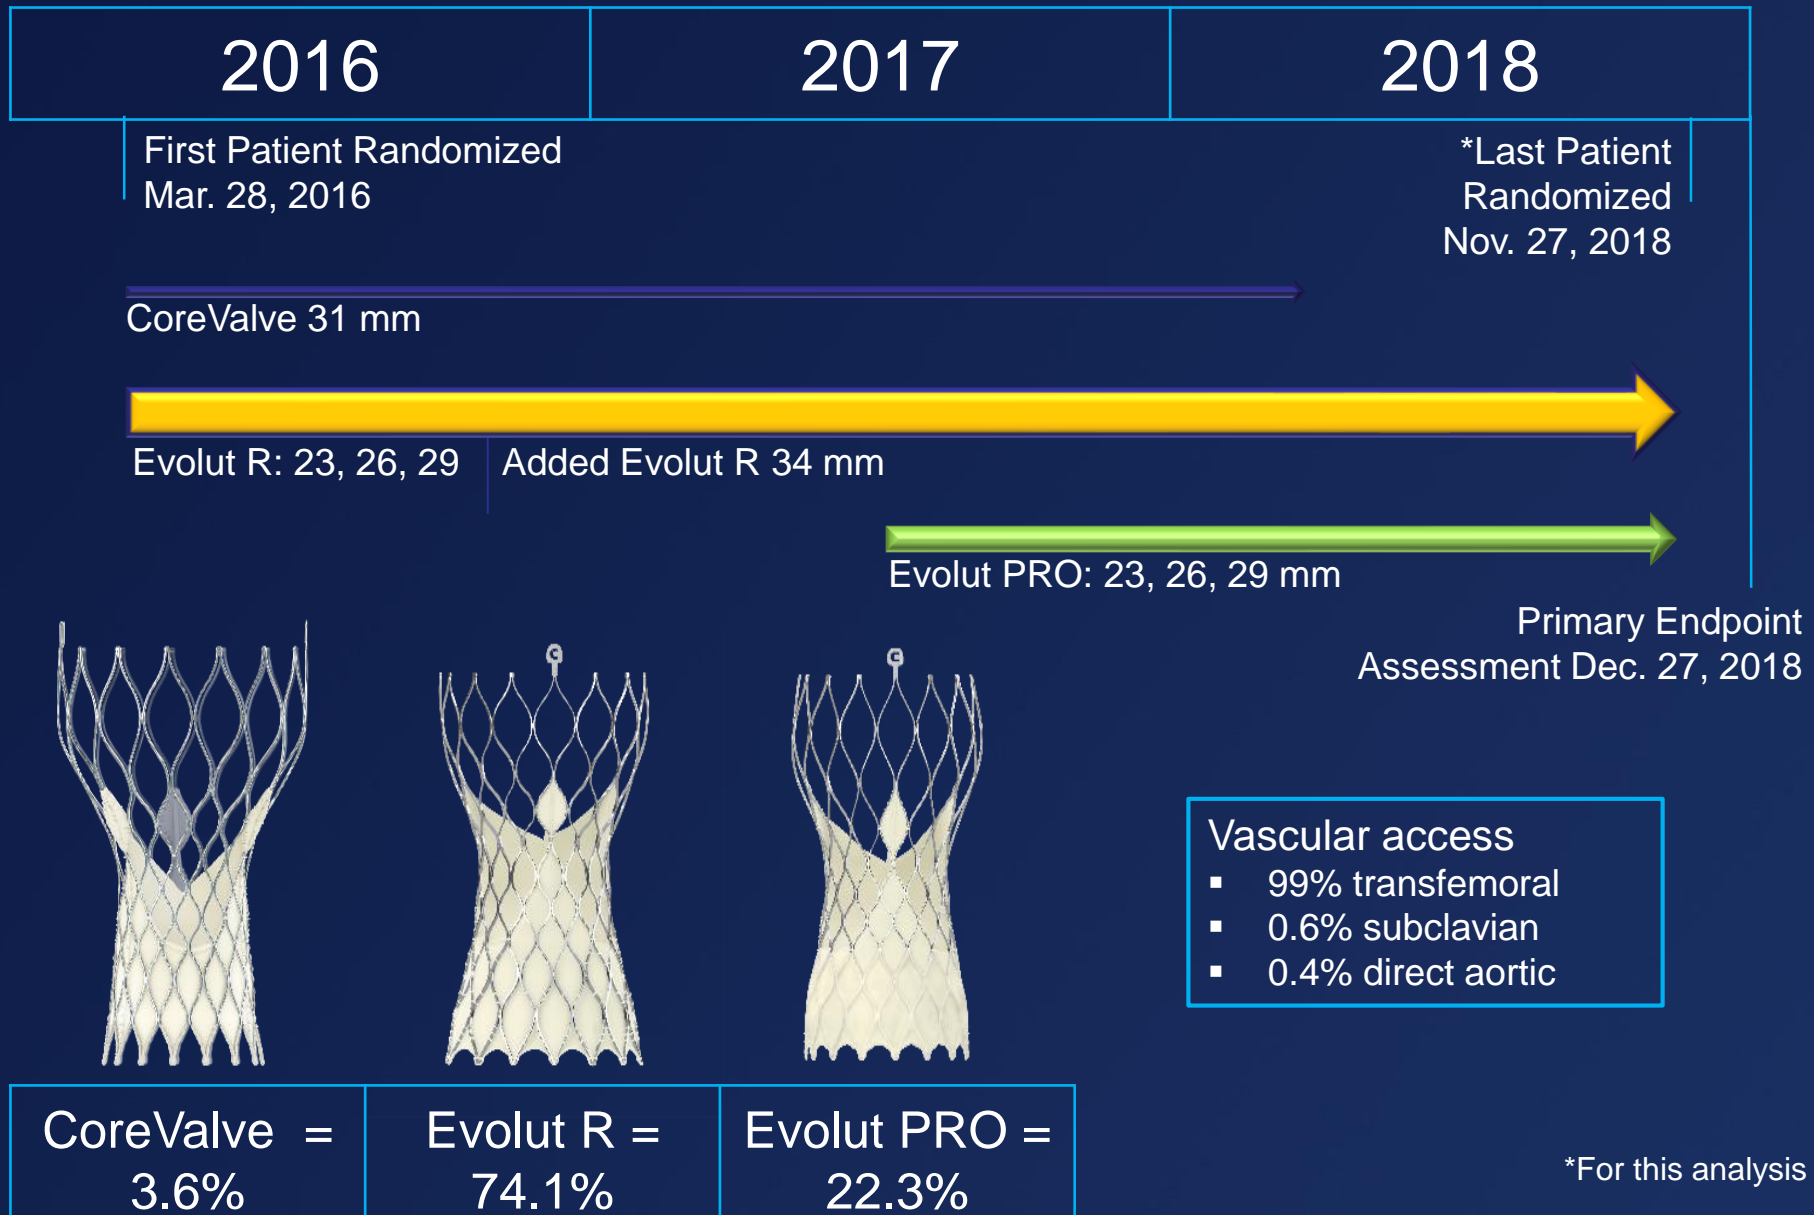 2016
2017
2018
First Patient Randomized
Mar. 28, 2016
*Last Patient
Randomized
Nov. 27, 2018
CoreValve 31 mm
Evolut R: 23, 26, 29
Added Evolut R 34 mm
Evolut PRO: 23, 26, 29 mm
Primary Endpoint
Assessment Dec. 27, 2018
Vascular access
▪ 99% transfemoral
▪ 0.6% subclavian
▪ 0.4% direct aortic
CoreValve =
3.6%
Evolut R =
74.1%
Evolut PRO =
22.3%
*For this analysis